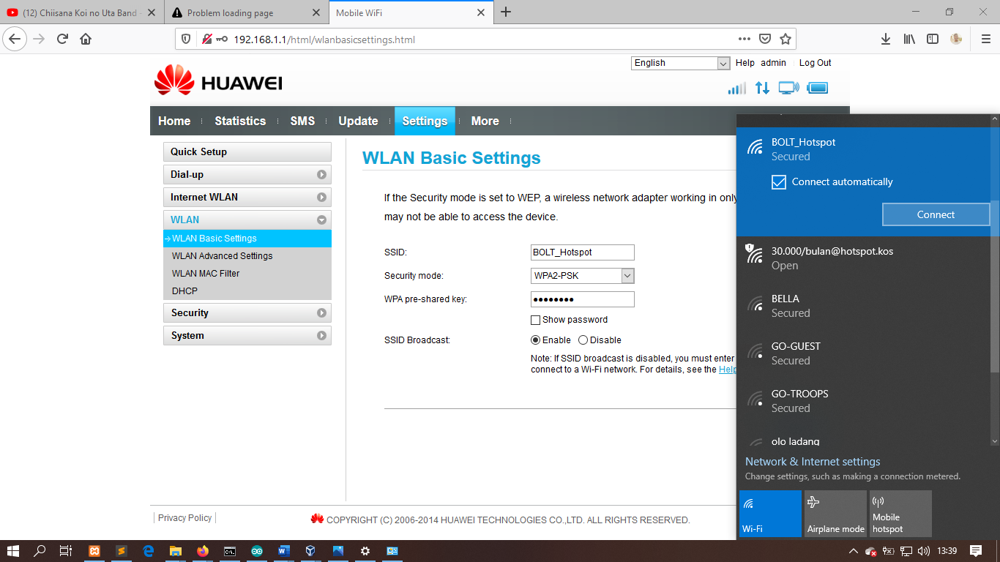 (12) Chiisana Koi no Uta Band -
Problem loading page
Mobile WiFi
192.168.1.1/html/wlanbasicsettings.html
English
Help
admin
Log Out
HUAWEI
Home
Statistics
SMS
Update
Settings
More
Quick Setup
Dial-up
Internet WLAN
WLAN
WLAN Basic Settings
WLAN Advanced Settings
WLAN MAC Filter
DHCP
Security
System
WLAN Basic Settings
If the Security mode is set to WEP, a wireless network adapter working in only
may not be able to access the device.
SSID: BOLT_Hotspot
Security mode: WPA2-PSK
WPA pre-shared key: ●●●●●●●●
Show password
SSID Broadcast: Enable Disable
Note: If SSID broadcast is disabled, you must enter
connect to a Wi-Fi network. For details, see the Help
Privacy Policy
COPYRIGHT (C) 2006-2014 HUAWEI TECHNOLOGIES CO.,LTD. ALL RIGHTS RESERVED.
BOLT_Hotspot
Secured
Connect automatically
Connect
30.000/bulan@hotspot.kos
Open
BELLA
Secured
GO-GUEST
Secured
GO-TROOPS
Secured
olo ladang
Network & Internet settings
Change settings, such as making a connection metered.
Wi-Fi
Airplane mode
Mobile
hotspot
13:39